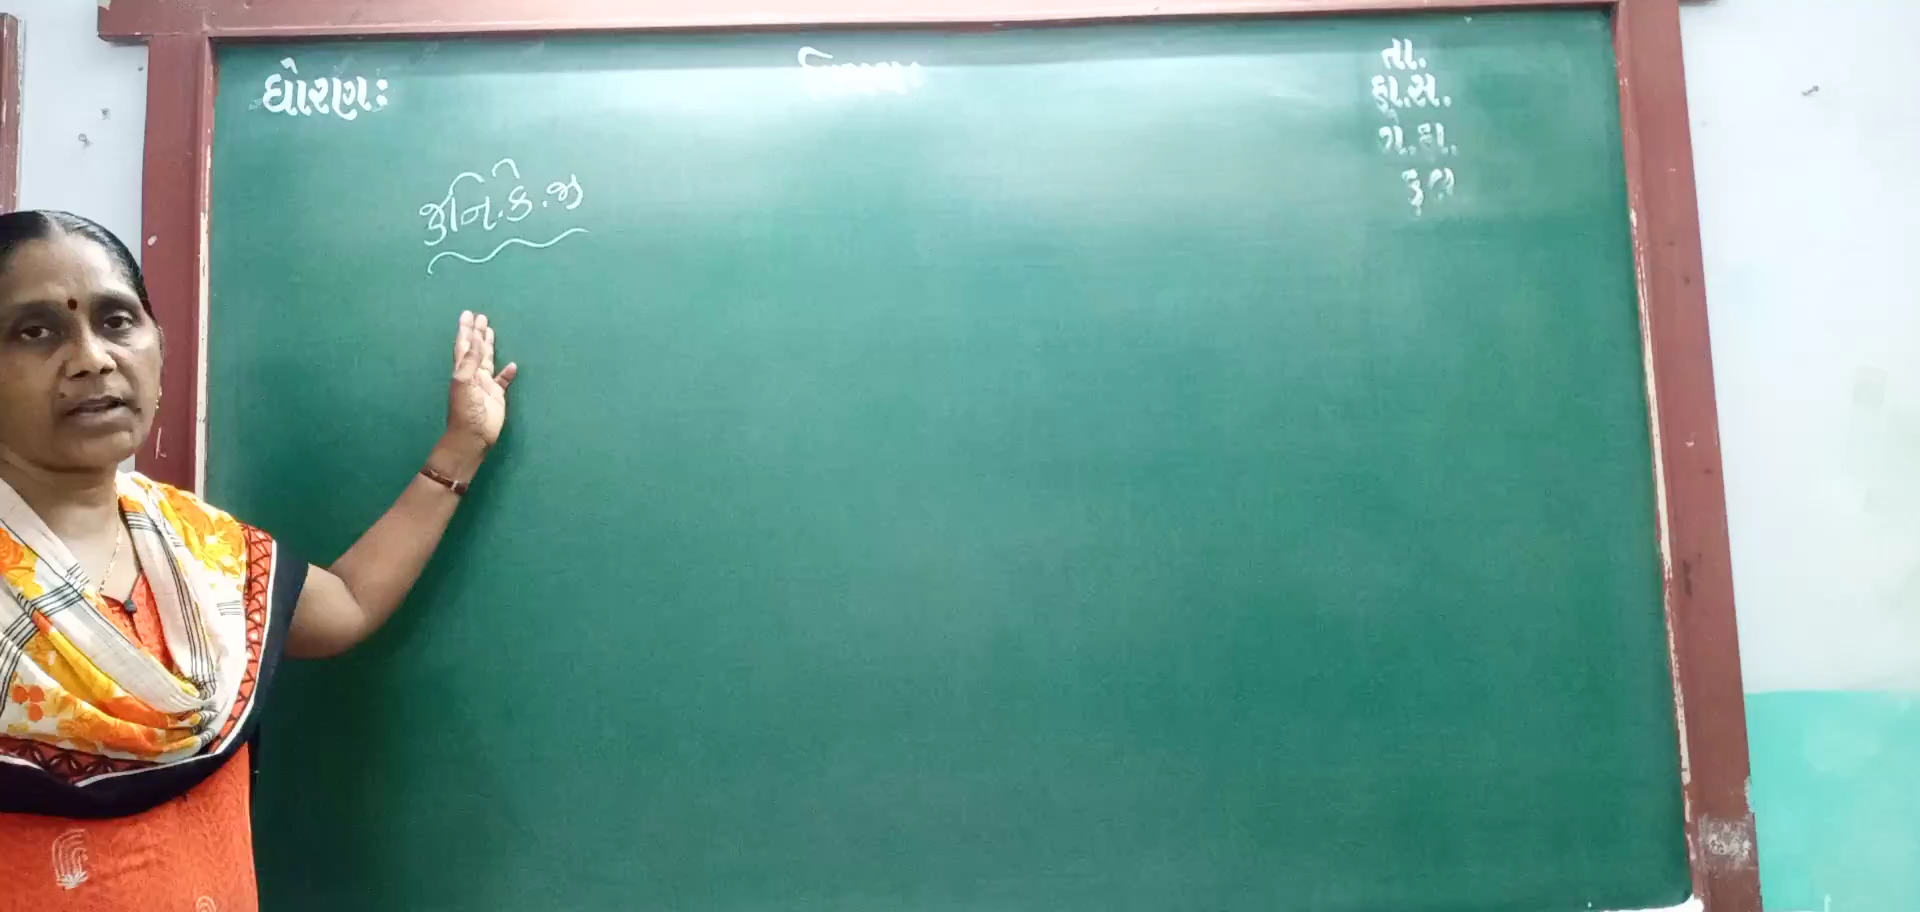 ધોરણઃ
તા.
હા.સ.
ગે.હા.
કુલ
જુનિ.કે.જી